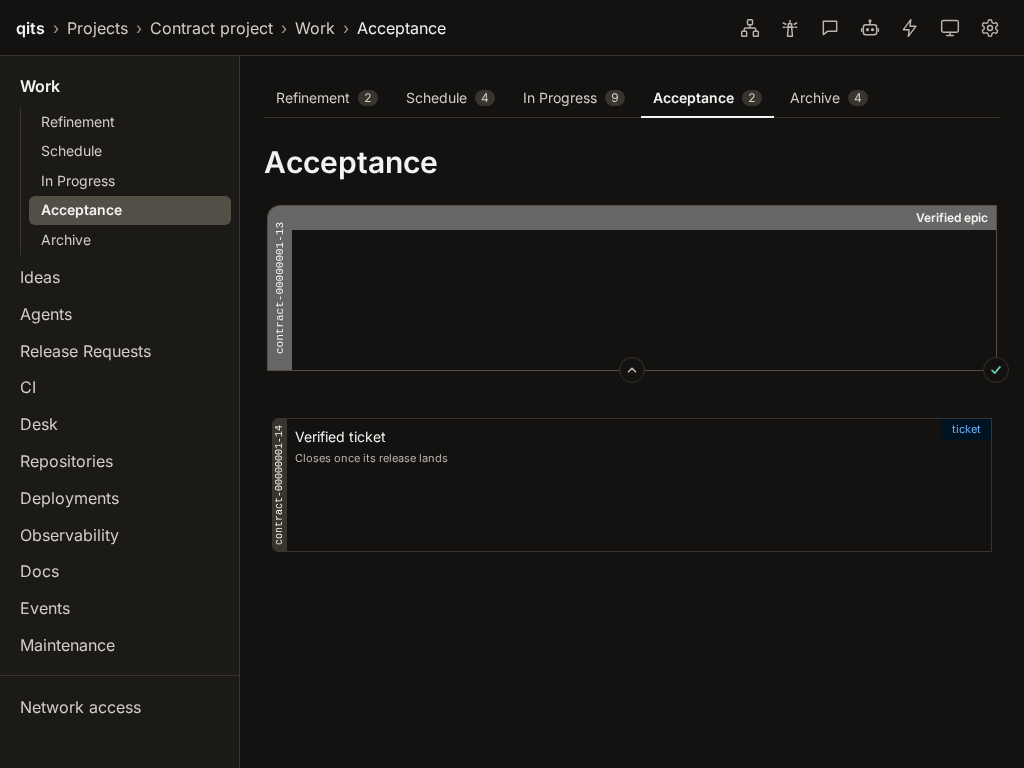 qits › Projects › Contract project › Work › Acceptance
Work
Refinement
Schedule
In Progress
Acceptance
Archive
Ideas
Agents
Release Requests
CI
Desk
Repositories
Deployments
Observability
Docs
Events
Maintenance
Network access
Refinement 2
Schedule 4
In Progress 9
Acceptance 2
Archive 4
Acceptance
Verified epic
contract-00000001-13
contract-00000001-14
Verified ticket
ticket
Closes once its release lands